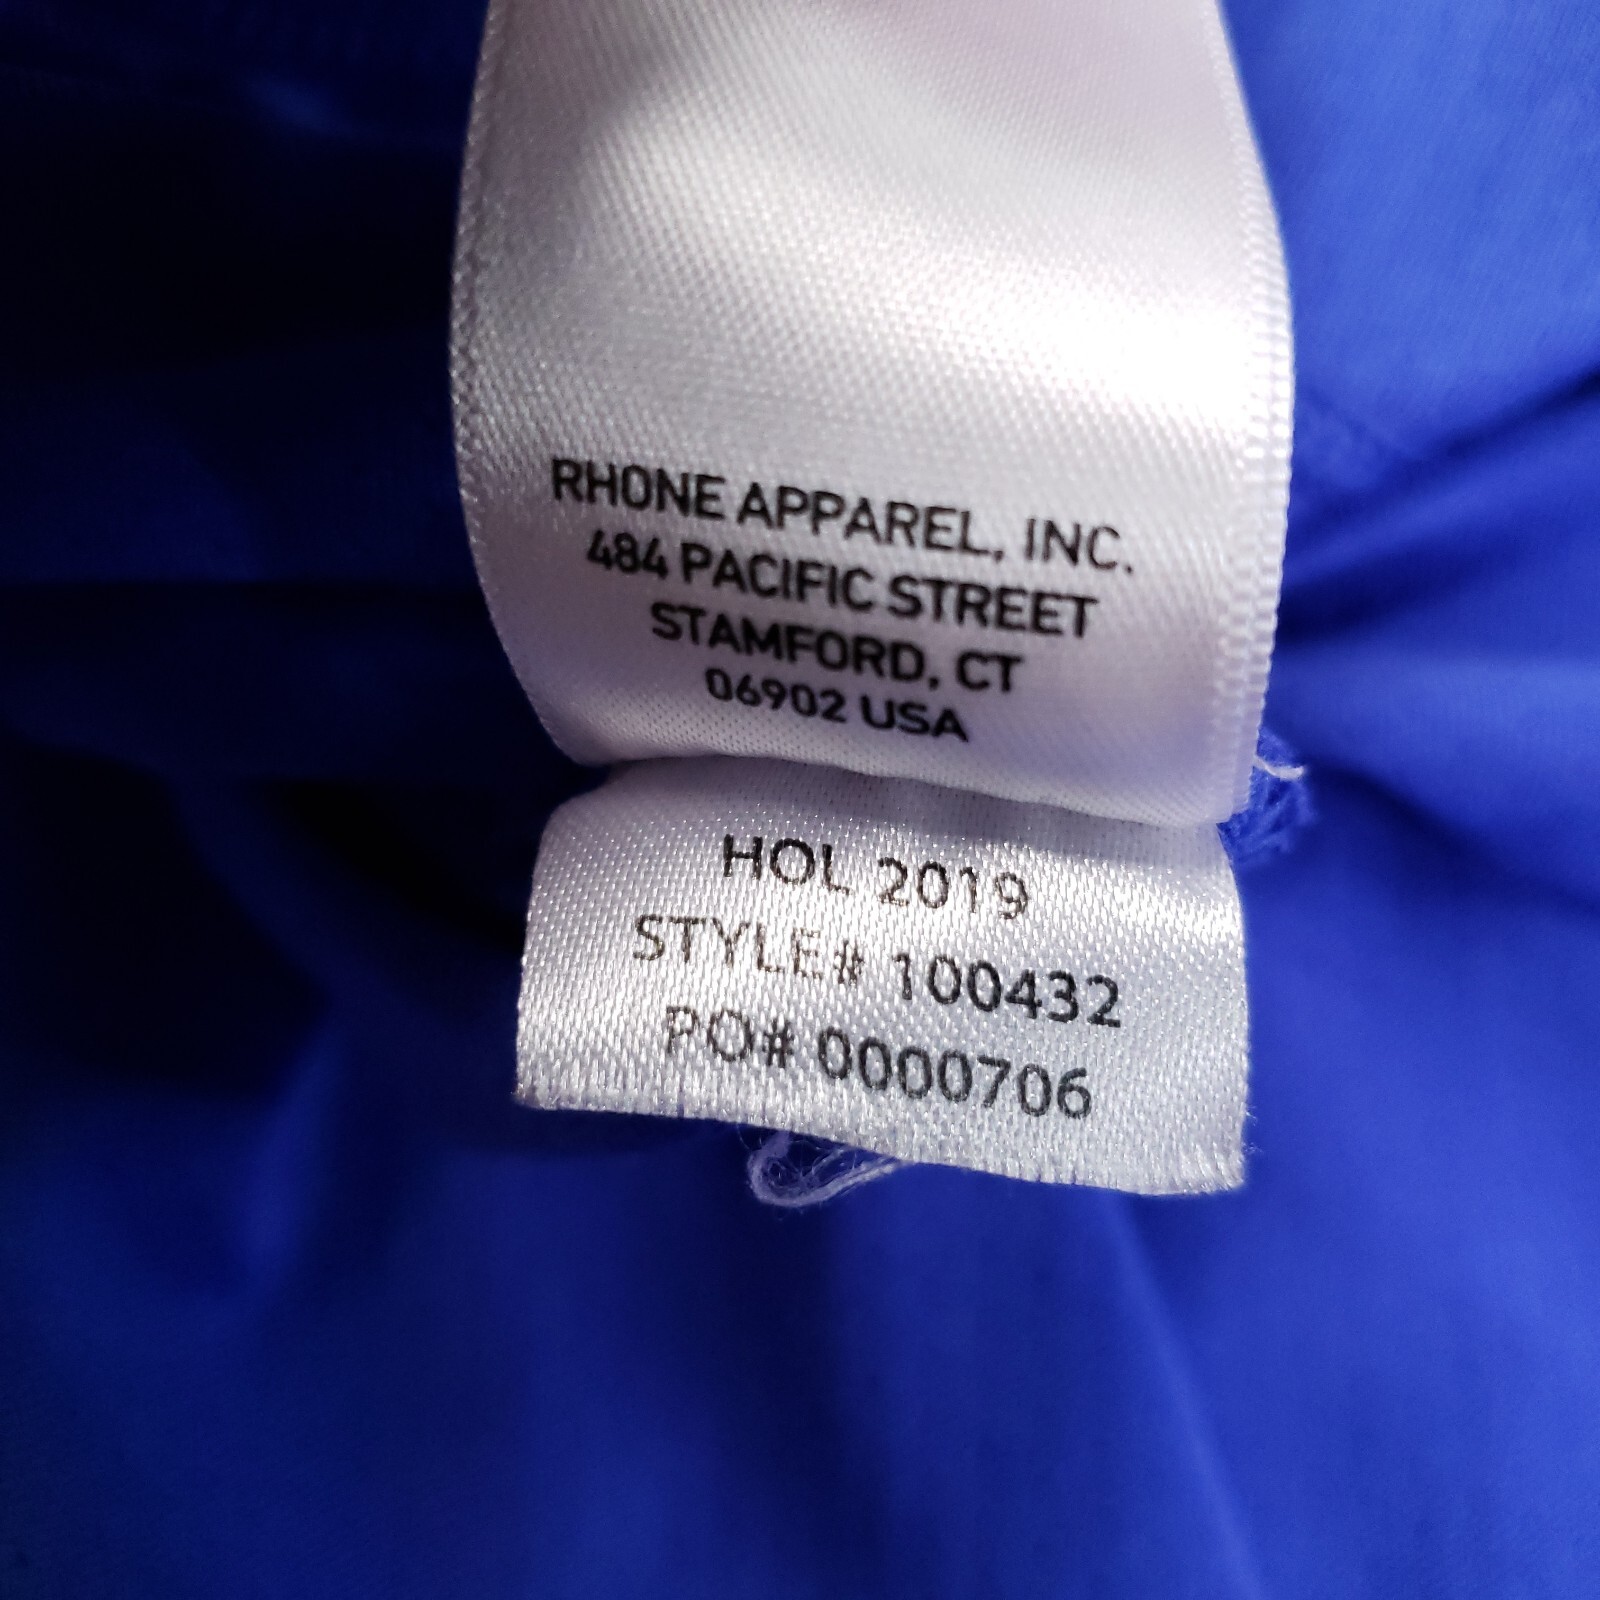 RHONE APPAREL, INC.
484 PACIFIC STREET
STAMFORD, CT
06902 USA
HOL 2019
STYLE# 100432
PO# 0000706